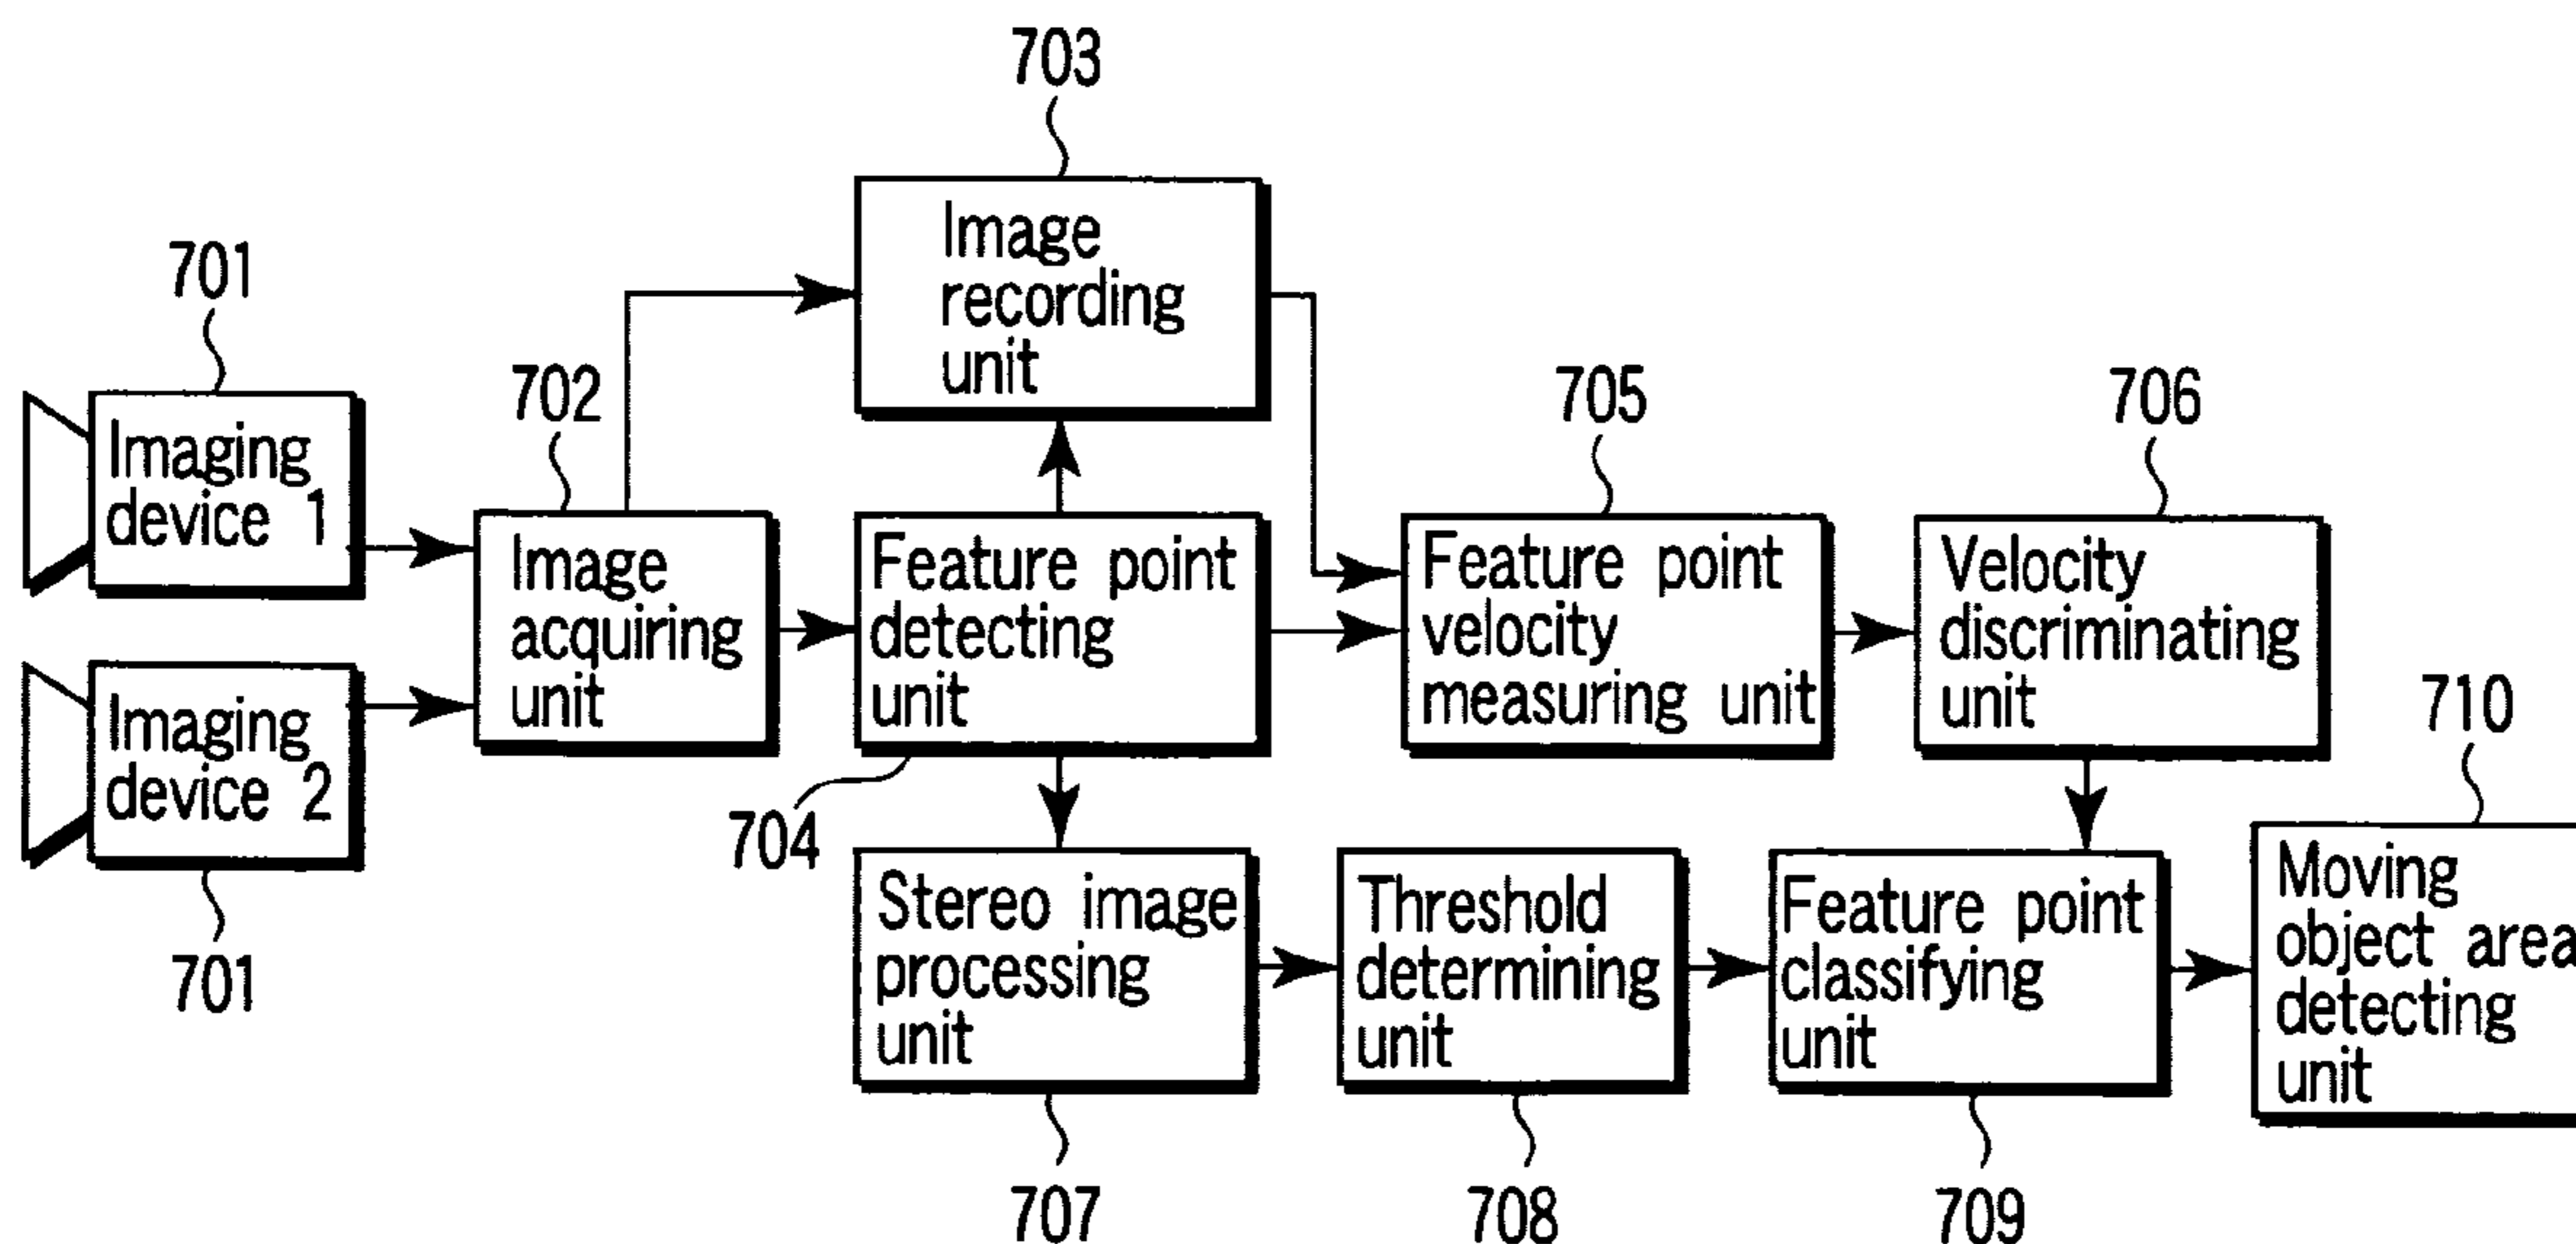 703
Image
recording
unit
701
Imaging
device 1
702
Image
acquiring
unit
Feature point
detecting
unit
704
705
Feature point
velocity
measuring unit
706
Velocity
discriminating
unit
Imaging
device 2
701
Stereo image
processing
unit
707
Threshold
determining
unit
708
Feature point
classifying
unit
709
710
Moving
object area
detecting
unit